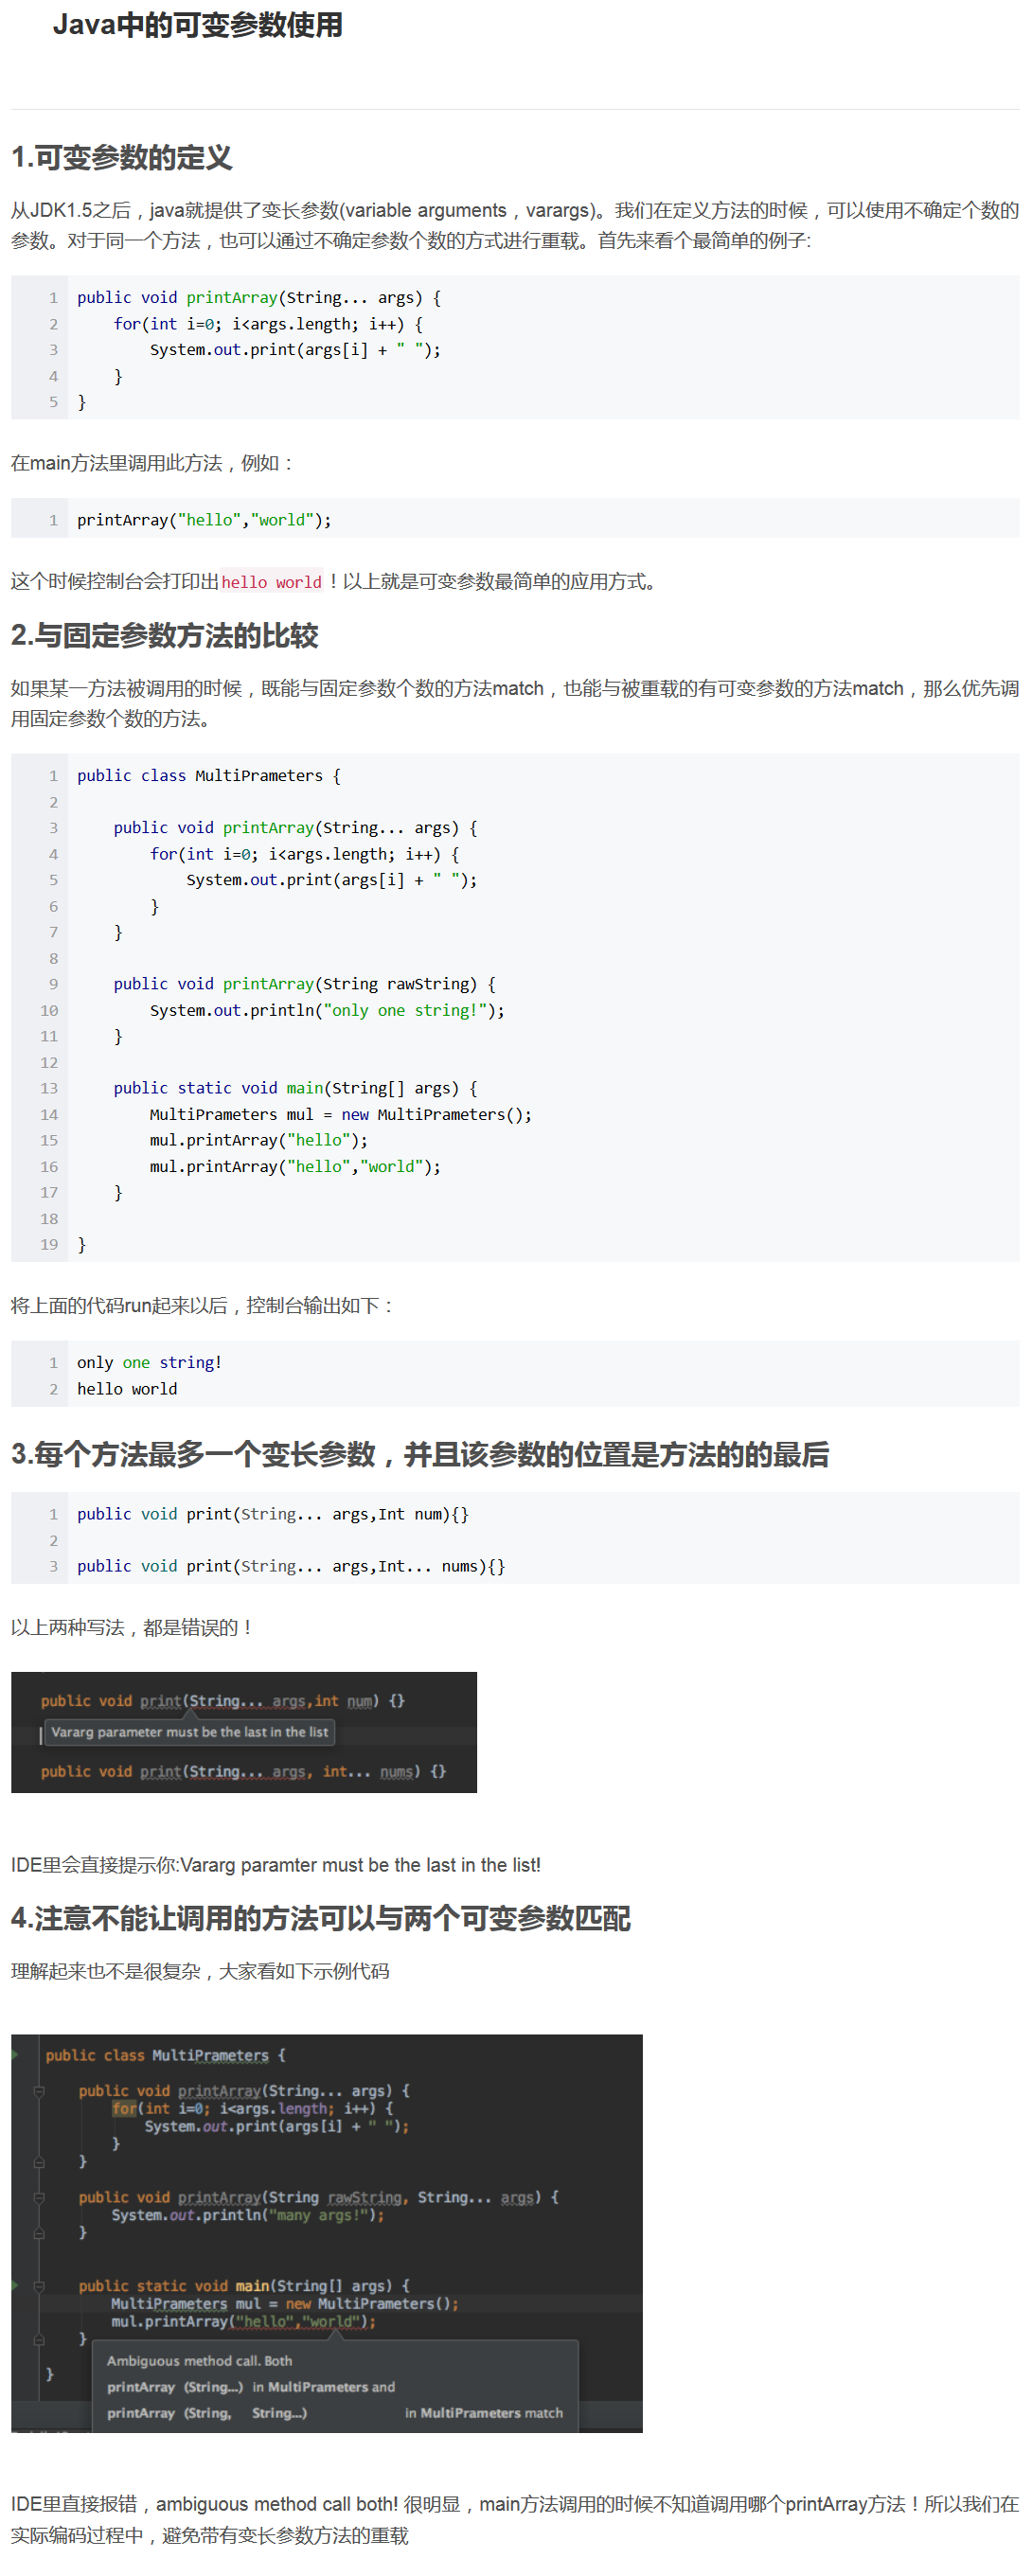 Java中的可变参数使用
1.可变参数的定义
从JDK1.5之后，java就提供了变长参数(variable arguments，varargs)。我们在定义方法的时候，可以使用不确定个数的
参数。对于同一个方法，也可以通过不确定参数个数的方式进行重载。首先来看个最简单的例子:
1 public void printArray(String... args) {
2     for(int i=0; i<args.length; i++) {
3         System.out.print(args[i] + " ");
4     }
5 }
在main方法里调用此方法，例如：
1 printArray("hello","world");
这个时候控制台会打印出hello world！以上就是可变参数最简单的应用方式。
2.与固定参数方法的比较
如果某一方法被调用的时候，既能与固定参数个数的方法match，也能与被重载的有可变参数的方法match，那么优先调
用固定参数个数的方法。
1 public class MultiPrameters {
2
3     public void printArray(String... args) {
4         for(int i=0; i<args.length; i++) {
5             System.out.print(args[i] + " ");
6         }
7     }
8
9     public void printArray(String rawString) {
10         System.out.println("only one string!");
11     }
12
13     public static void main(String[] args) {
14         MultiPrameters mul = new MultiPrameters();
15         mul.printArray("hello");
16         mul.printArray("hello","world");
17     }
18
19 }
将上面的代码run起来以后，控制台输出如下：
1 only one string!
2 hello world
3.每个方法最多一个变长参数，并且该参数的位置是方法的的最后
1 public void print(String... args,Int num){}
2
3 public void print(String... args,Int... nums){}
以上两种写法，都是错误的！
public void print(String... args,int num) {}
Vararg parameter must be the last in the list
public void print(String... args, int... nums) {}
IDE里会直接提示你:Vararg paramter must be the last in the list!
4.注意不能让调用的方法可以与两个可变参数匹配
理解起来也不是很复杂，大家看如下示例代码
public class MultiPrameters {
public void printArray(String... args) {
for(int i=0; i<args.length; i++) {
System.out.print(args[i] + " ");
}
}
public void printArray(String rawString, String... args) {
System.out.println("many args!");
}
public static void main(String[] args) {
MultiPrameters mul = new MultiPrameters();
mul.printArray("hello","world");
}
Ambiguous method call. Both
}
printArray (String...) in MultiPrameters and
printArray (String, String...) in MultiPrameters match
IDE里直接报错，ambiguous method call both! 很明显，main方法调用的时候不知道调用哪个printArray方法！所以我们在
实际编码过程中，避免带有变长参数方法的重载